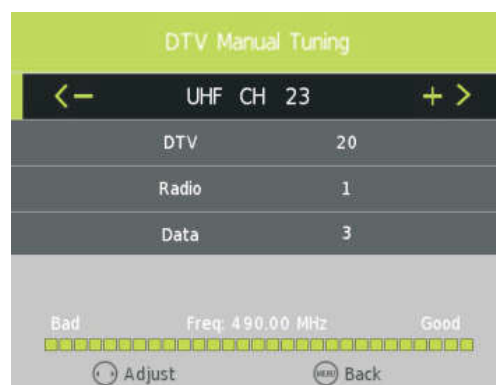 DTV Manual Tuning
UHF CH 23
DTV 20
Radio 1
Data 3
Bad Freq: 490.00 MHz Good
Adjust MENU Back